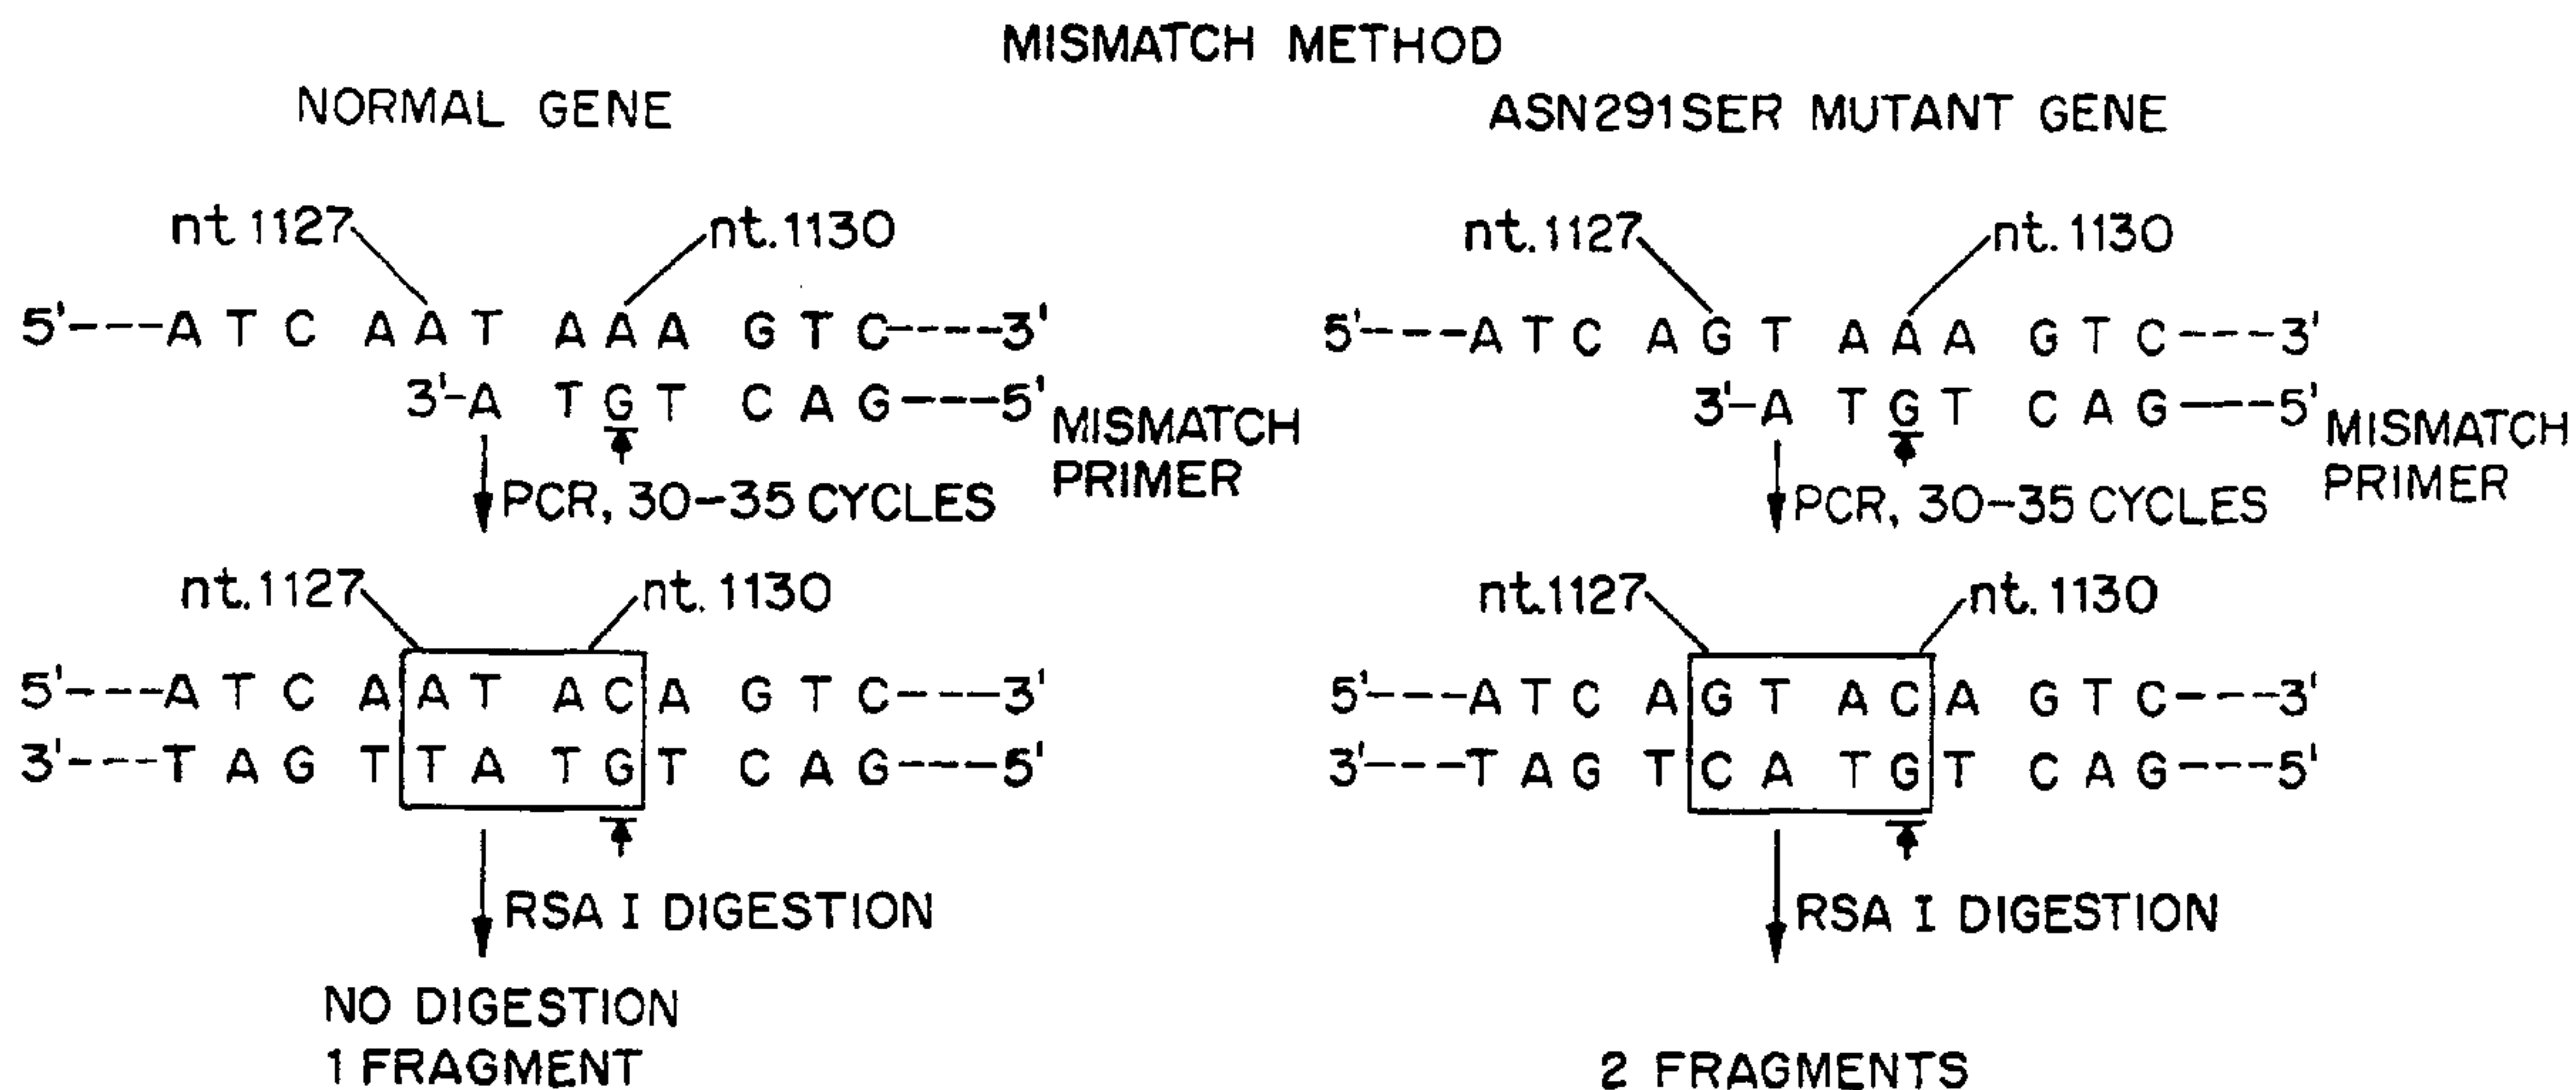 MISMATCH METHOD
NORMAL GENE
nt 1127 nt. 1130
5'---A T C A A T A A A G T C----3'
3'-A T G T C A G---5'
MISMATCH
PRIMER
PCR, 30-35 CYCLES
nt. 1127 nt. 1130
5'---A T C A A T A C A G T C---3'
3'---T A G T T A T G T C A G---5'
RSA I DIGESTION
NO DIGESTION
1 FRAGMENT
ASN291SER MUTANT GENE
nt. 1127 nt. 1130
5'---A T C A G T A A A G T C---3'
3'-A T G T C A G---5'
MISMATCH
PRIMER
PCR, 30-35 CYCLES
nt. 1127 nt. 1130
5'---A T C A G T A C A G T C---3'
3'---T A G T C A T G T C A G---5'
RSA I DIGESTION
2 FRAGMENTS